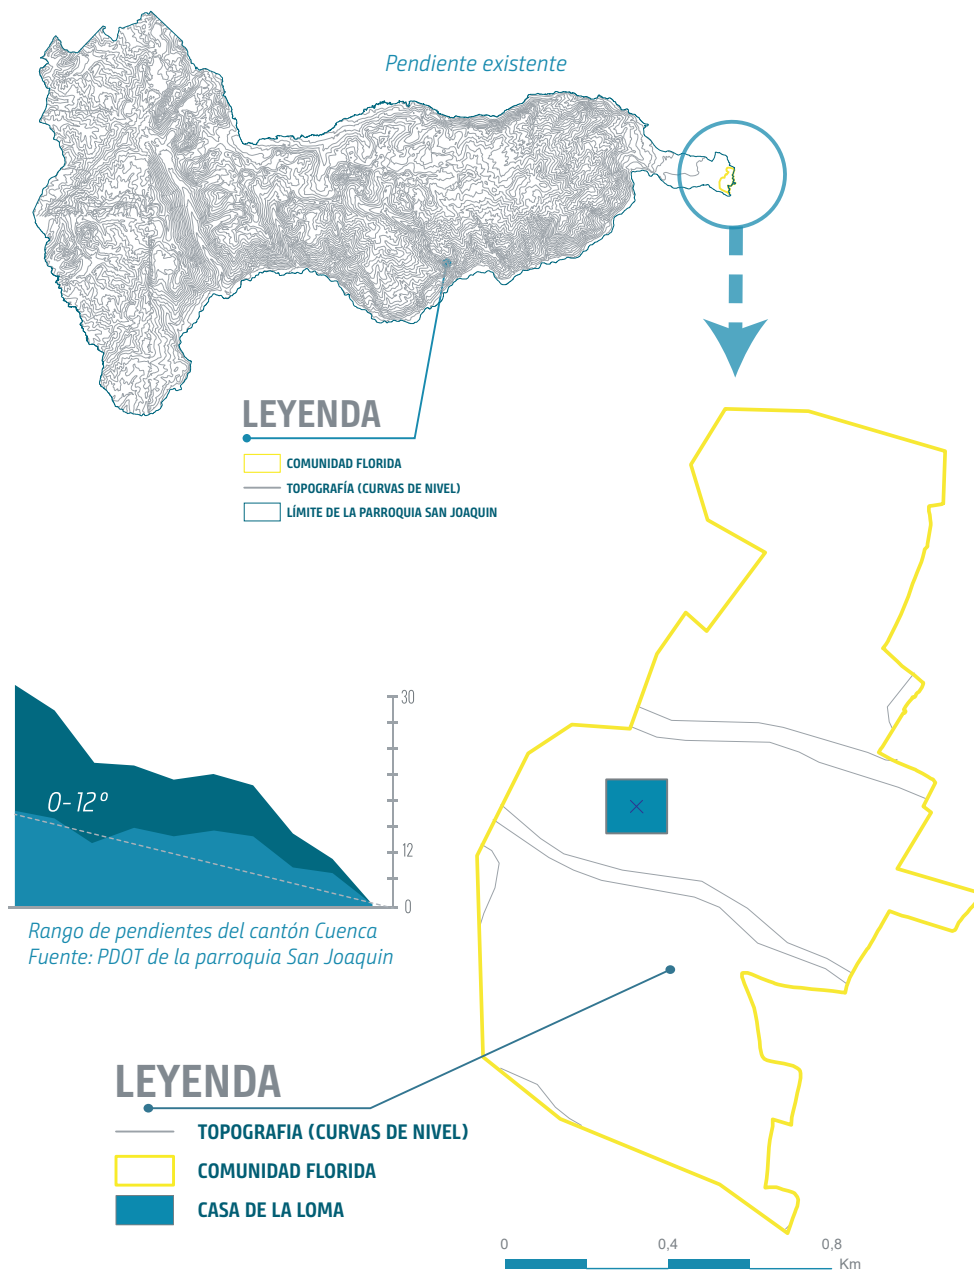 Pendiente existente
LEYENDA
COMUNIDAD FLORIDA
TOPOGRAFÍA (CURVAS DE NIVEL)
LÍMITE DE LA PARROQUIA SAN JOAQUIN
30
0-12º
12
0
Rango de pendientes del cantón Cuenca
Fuente: PDOT de la parroquia San Joaquin
LEYENDA
TOPOGRAFIA (CURVAS DE NIVEL)
COMUNIDAD FLORIDA
CASA DE LA LOMA
0 0,4 0,8
Km